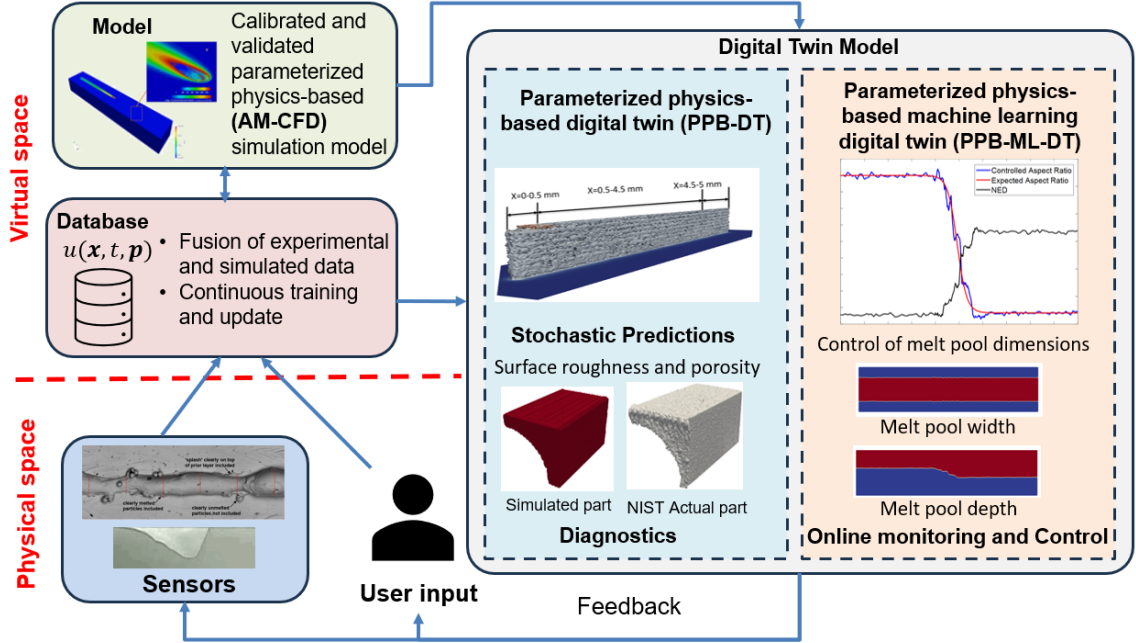 Virtual space
Physical space
Model
Calibrated and
validated
parameterized
physics-based
(AM-CFD)
simulation model
Database
u(x, t, p)
• Fusion of experimental
and simulated data
• Continuous training
and update
'splash' clearly on top
of prior layer included
clearly melted
particles included
clearly unmelted
particles not included
Sensors
User input
Feedback
Digital Twin Model
Parameterized physics-
based digital twin (PPB-DT)
X=0-0.5 mm
X=0.5-4.5 mm
X=4.5-5 mm
Stochastic Predictions
Surface roughness and porosity
Simulated part
NIST Actual part
Diagnostics
Parameterized physics-
based machine learning
digital twin (PPB-ML-DT)
Controlled Aspect Ratio
Expected Aspect Ratio
NED
Control of melt pool dimensions
Melt pool width
Melt pool depth
Online monitoring and Control